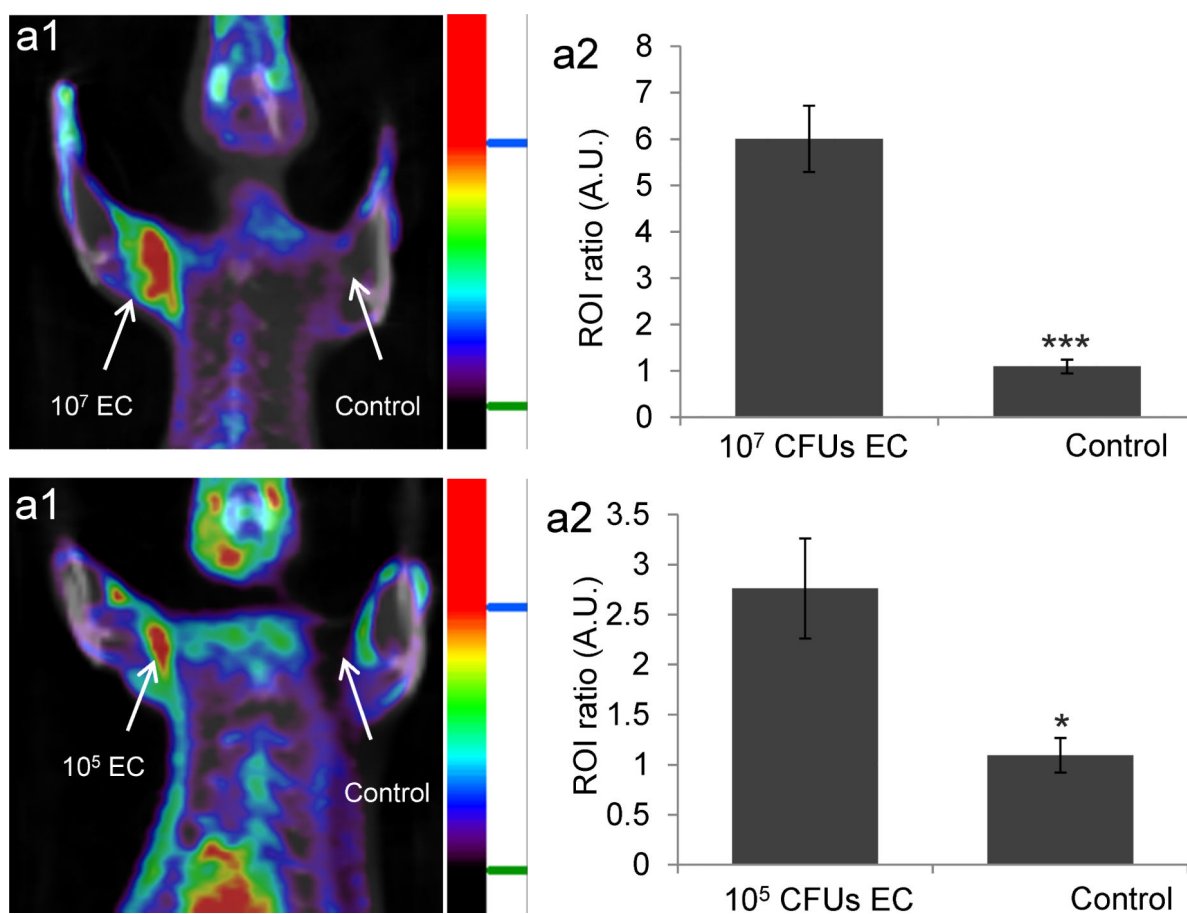 a1
10⁷ EC
Control
a2
ROI ratio (A.U.)
8
7
6
5
4
3
2
1
0
***
10⁷ CFUs EC
Control
a1
10⁵ EC
Control
a2
ROI ratio (A.U.)
3.5
3
2.5
2
1.5
1
0.5
0
*
10⁵ CFUs EC
Control